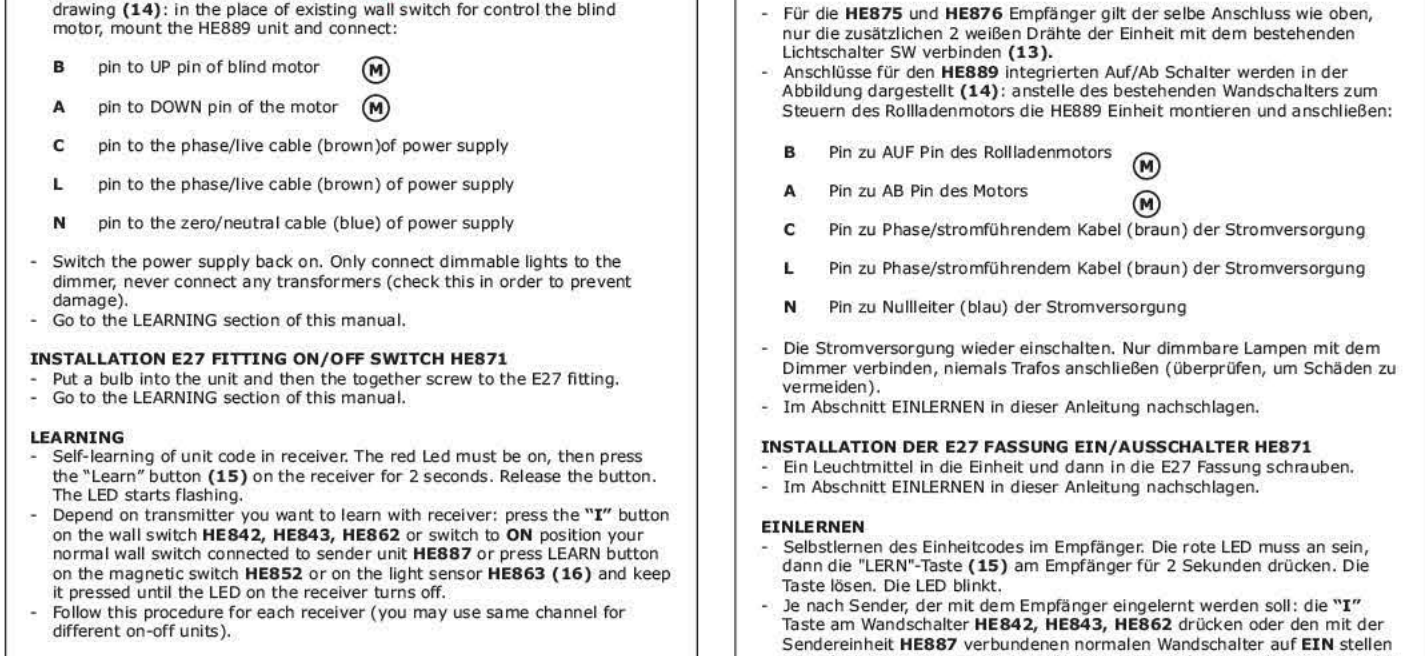 drawing (14): in the place of existing wall switch for control the blind
motor, mount the HE889 unit and connect:
B pin to UP pin of blind motor M
A pin to DOWN pin of the motor M
C pin to the phase/live cable (brown)of power supply
L pin to the phase/live cable (brown) of power supply
N pin to the zero/neutral cable (blue) of power supply
- Switch the power supply back on. Only connect dimmable lights to the
dimmer, never connect any transformers (check this in order to prevent
damage).
- Go to the LEARNING section of this manual.
INSTALLATION E27 FITTING ON/OFF SWITCH HE871
- Put a bulb into the unit and then the together screw to the E27 fitting.
- Go to the LEARNING section of this manual.
LEARNING
- Self-learning of unit code in receiver. The red Led must be on, then press
the “Learn” button (15) on the receiver for 2 seconds. Release the button.
The LED starts flashing.
- Depend on transmitter you want to learn with receiver: press the “I” button
on the wall switch HE842, HE843, HE862 or switch to ON position your
normal wall switch connected to sender unit HE887 or press LEARN button
on the magnetic switch HE852 or on the light sensor HE863 (16) and keep
it pressed until the LED on the receiver turns off.
- Follow this procedure for each receiver (you may use same channel for
different on-off units).
- Für die HE875 und HE876 Empfänger gilt der selbe Anschluss wie oben,
nur die zusätzlichen 2 weißen Drähte der Einheit mit dem bestehenden
Lichtschalter SW verbinden (13).
- Anschlüsse für den HE889 integrierten Auf/Ab Schalter werden in der
Abbildung dargestellt (14): anstelle des bestehenden Wandschalters zum
Steuern des Rollladenmotors die HE889 Einheit montieren und anschließen:
B Pin zu AUF Pin des Rollladenmotors M
A Pin zu AB Pin des Motors M
C Pin zu Phase/stromführendem Kabel (braun) der Stromversorgung
L Pin zu Phase/stromführendem Kabel (braun) der Stromversorgung
N Pin zu Nullleiter (blau) der Stromversorgung
- Die Stromversorgung wieder einschalten. Nur dimmbare Lampen mit dem
Dimmer verbinden, niemals Trafos anschließen (überprüfen, um Schäden zu
vermeiden).
- Im Abschnitt EINLERNEN in dieser Anleitung nachschlagen.
INSTALLATION DER E27 FASSUNG EIN/AUSSCHALTER HE871
- Ein Leuchtmittel in die Einheit und dann in die E27 Fassung schrauben.
- Im Abschnitt EINLERNEN in dieser Anleitung nachschlagen.
EINLERNEN
- Selbstlernen des Einheitcodes im Empfänger. Die rote LED muss an sein,
dann die "LERN"-Taste (15) am Empfänger für 2 Sekunden drücken. Die
Taste lösen. Die LED blinkt.
- Je nach Sender, der mit dem Empfänger eingelernt werden soll: die “I”
Taste am Wandschalter HE842, HE843, HE862 drücken oder den mit der
Sendereinheit HE887 verbundenen normalen Wandschalter auf EIN stellen